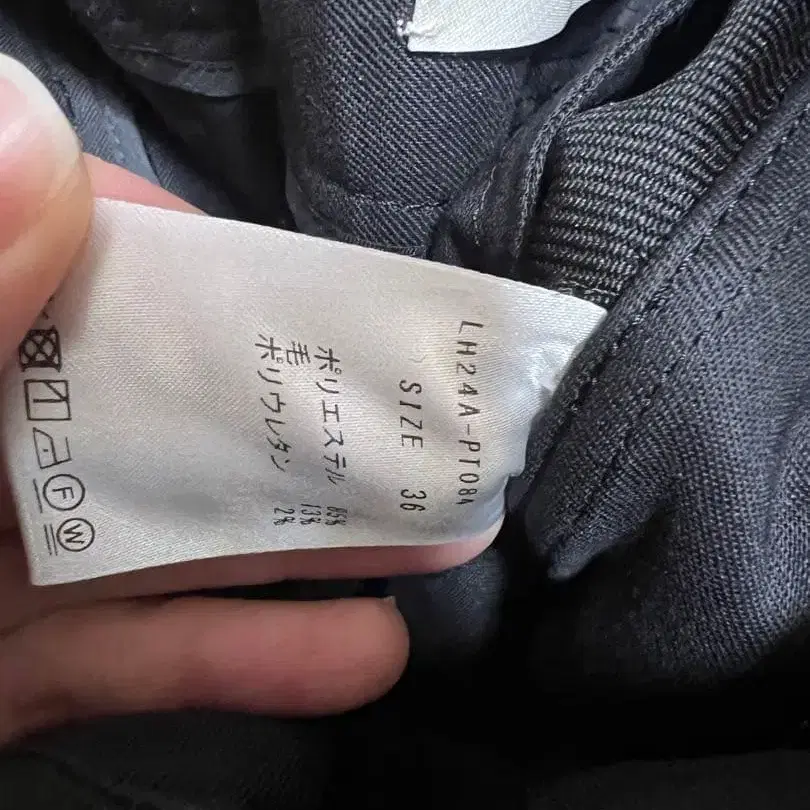 LH24A-PT084
SIZE 36
ポリエステル 85%
毛 13%
ポリウレタン 2%
F
W